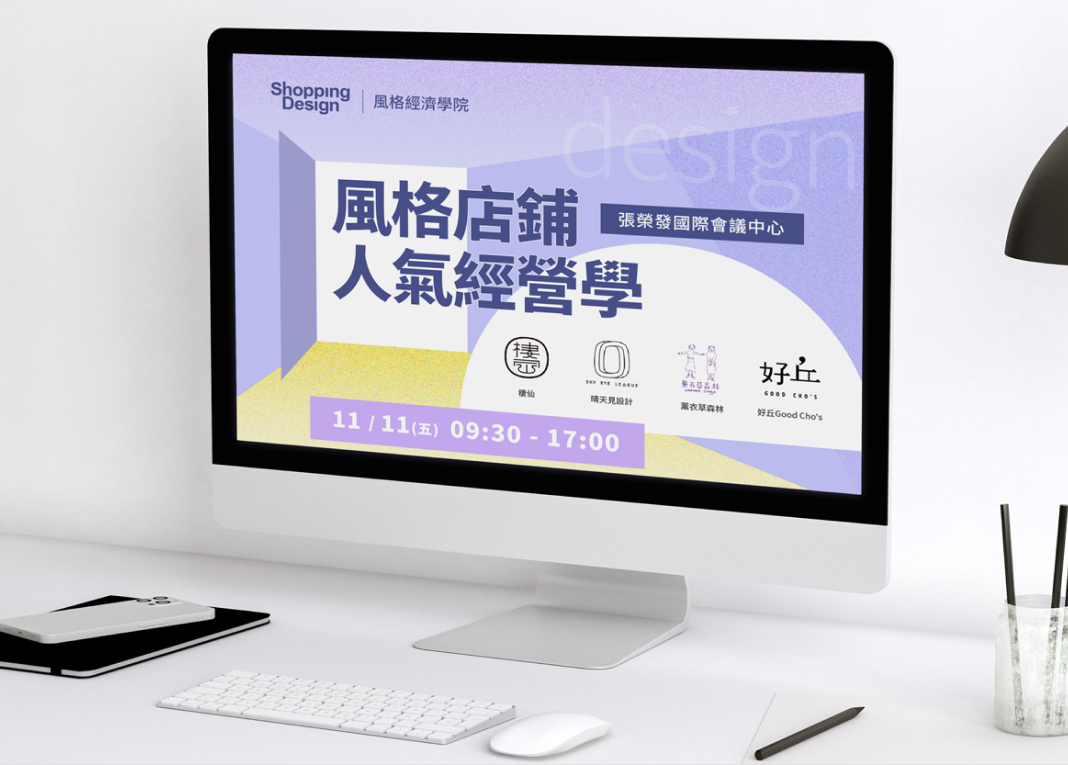 Shopping
Design
風格經濟學院
design
風格店鋪
人氣經營學
張榮發國際會議中心
棲仙
SKY EYE LEAGUE
晴天見設計
薰衣草森林
好丘
GOOD CHO'S
好丘Good Cho's
11 / 11(五) 09:30 - 17:00